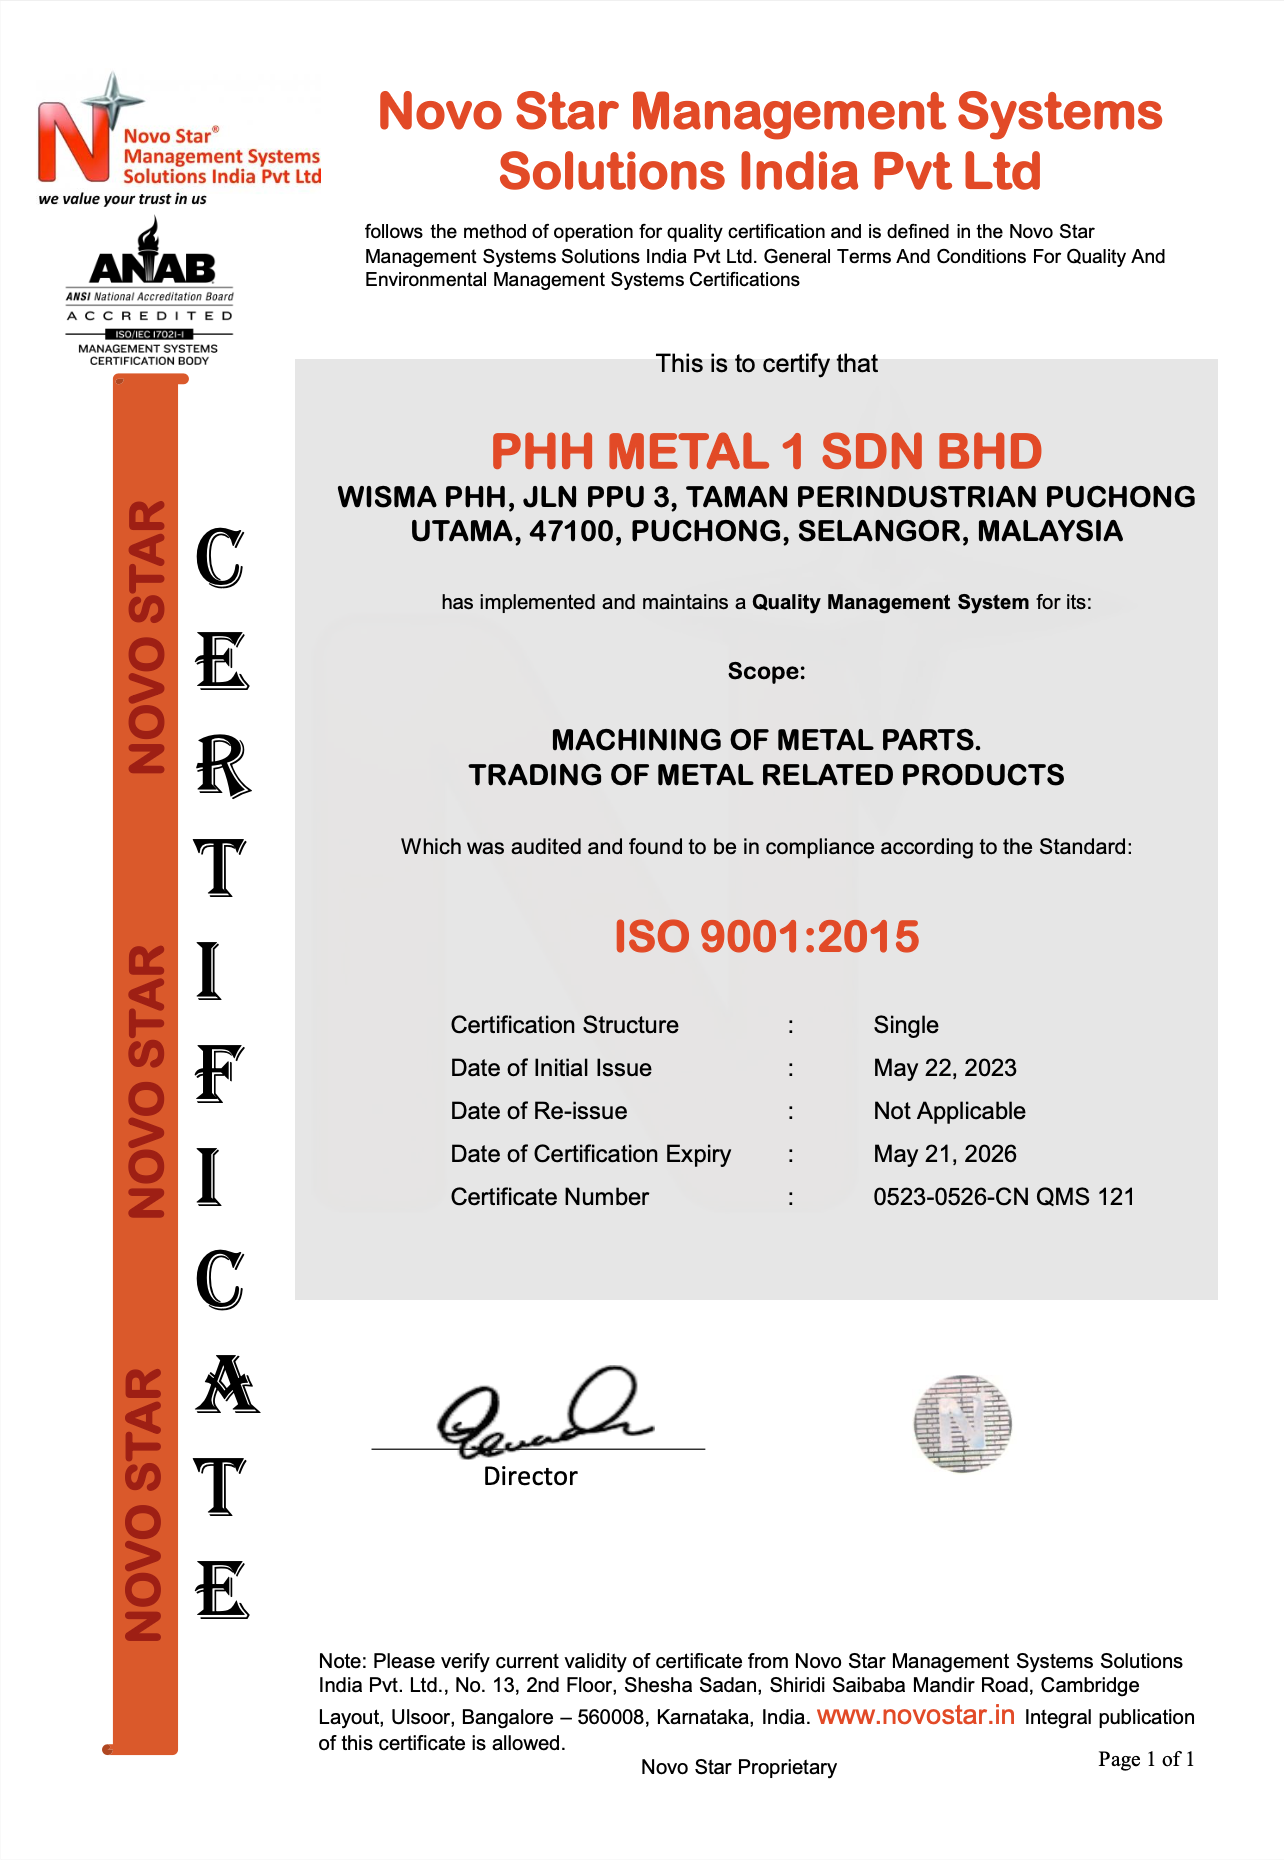 Novo Star®
Management Systems
Solutions India Pvt Ltd
we value your trust in us
ANAB
ANSI National Accreditation Board
ACCREDITED
ISO/IEC 17021-1
MANAGEMENT SYSTEMS
CERTIFICATION BODY
Novo Star Management Systems
Solutions India Pvt Ltd
follows the method of operation for quality certification and is defined in the Novo Star
Management Systems Solutions India Pvt Ltd. General Terms And Conditions For Quality And
Environmental Management Systems Certifications
NOVO STAR
NOVO STAR
NOVO STAR
CERTIFICATE
This is to certify that
PHH METAL 1 SDN BHD
WISMA PHH, JLN PPU 3, TAMAN PERINDUSTRIAN PUCHONG
UTAMA, 47100, PUCHONG, SELANGOR, MALAYSIA
has implemented and maintains a Quality Management System for its:
Scope:
MACHINING OF METAL PARTS.
TRADING OF METAL RELATED PRODUCTS
Which was audited and found to be in compliance according to the Standard:
ISO 9001:2015
Certification Structure : Single
Date of Initial Issue : May 22, 2023
Date of Re-issue : Not Applicable
Date of Certification Expiry : May 21, 2026
Certificate Number : 0523-0526-CN QMS 121
Director
N
Note: Please verify current validity of certificate from Novo Star Management Systems Solutions
India Pvt. Ltd., No. 13, 2nd Floor, Shesha Sadan, Shiridi Saibaba Mandir Road, Cambridge
Layout, Ulsoor, Bangalore – 560008, Karnataka, India. www.novostar.in Integral publication
of this certificate is allowed.
Novo Star Proprietary
Page 1 of 1